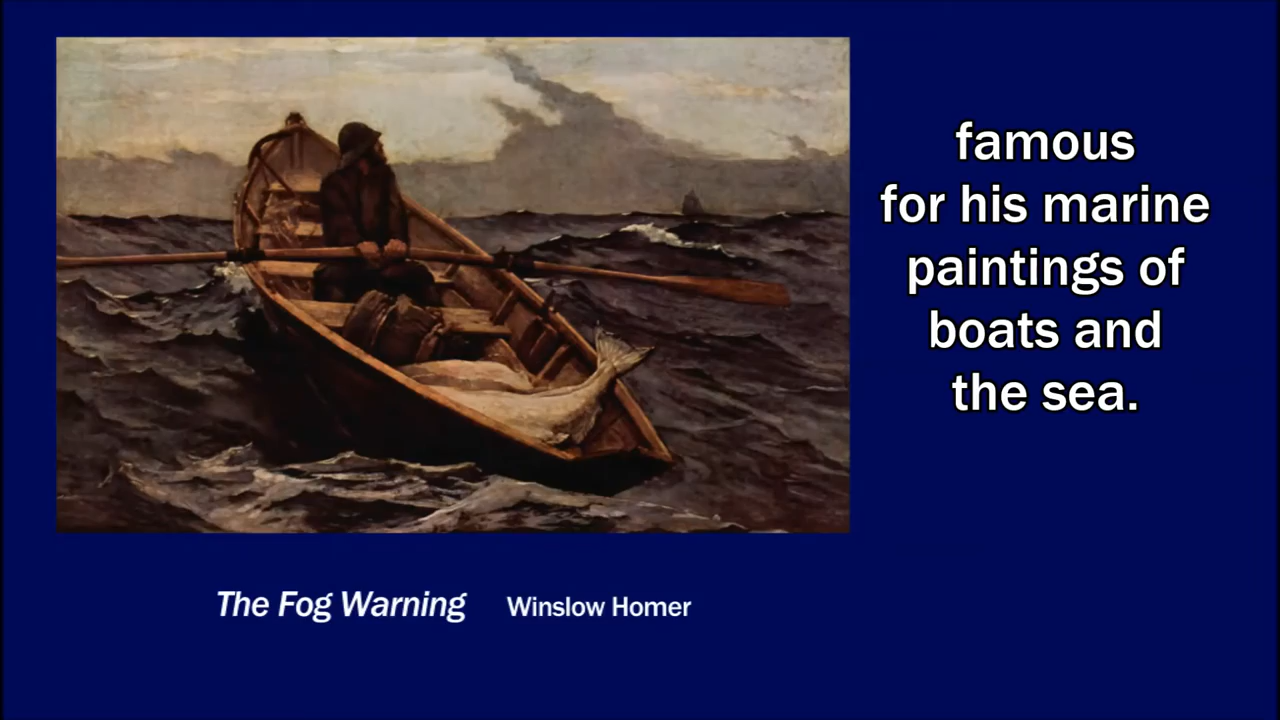 famous
for his marine
paintings of
boats and
the sea.
The Fog Warning Winslow Homer